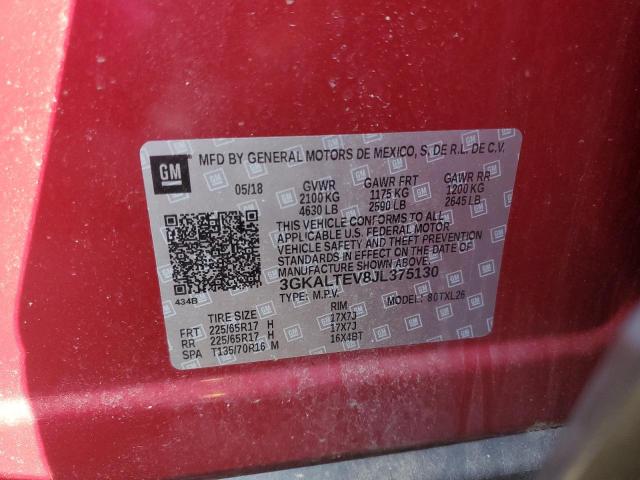 GM
MFD BY GENERAL MOTORS DE MEXICO, S, DE R.L. DE C.V.
05/18 GVWR GAWR FRT GAWR RR
2100 KG 1175 KG 1200 KG
4630 LB 2590 LB 2645 LB
THIS VEHICLE CONFORMS TO ALL
APPLICABLE U.S. FEDERAL MOTOR
VEHICLE SAFETY AND THEFT PREVENTION
STANDARDS IN EFFECT ON THE DATE OF
MANUFACTURE SHOWN ABOVE.
3GKALTEV8JL375130
434B TYPE: M.P.V. MODEL: 80TXL26
TIRE SIZE RIM
FRT 225/65R17 H 17X7J
RR 225/65R17 H 17X7J
SPA T135/70R16 M 16X4BT